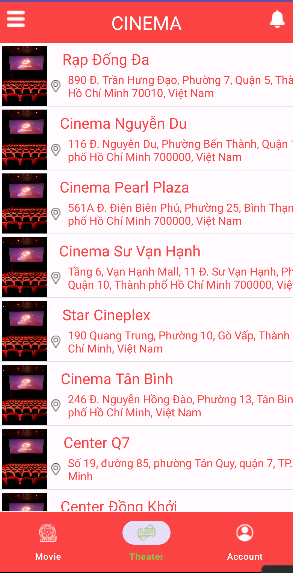 CINEMA
Rạp Đống Đa
890 Đ. Trần Hưng Đạo, Phường 7, Quận 5, Thà
Hồ Chí Minh 70010, Việt Nam
Cinema Nguyễn Du
116 Đ. Nguyễn Du, Phường Bến Thành, Quận 1
phố Hồ Chí Minh 700000, Việt Nam
Cinema Pearl Plaza
561A Đ. Điện Biên Phủ, Phường 25, Bình Thạn
phố Hồ Chí Minh 700000, Việt Nam
Cinema Sư Vạn Hạnh
Tầng 6, Vạn Hạnh Mall, 11 Đ. Sư Vạn Hạnh, Ph
Quận 10, Thành phố Hồ Chí Minh 700000, Việ
Star Cineplex
190 Quang Trung, Phường 10, Gò Vấp, Thành
Chí Minh, Việt Nam
Cinema Tân Bình
246 Đ. Nguyễn Hồng Đào, Phường 13, Tân Bìn
phố Hồ Chí Minh, Việt Nam
Center Q7
Số 19, đường 85, phường Tân Quy, quận 7, TP.
Minh
Center Đồng Khởi
Movie
Theater
Account